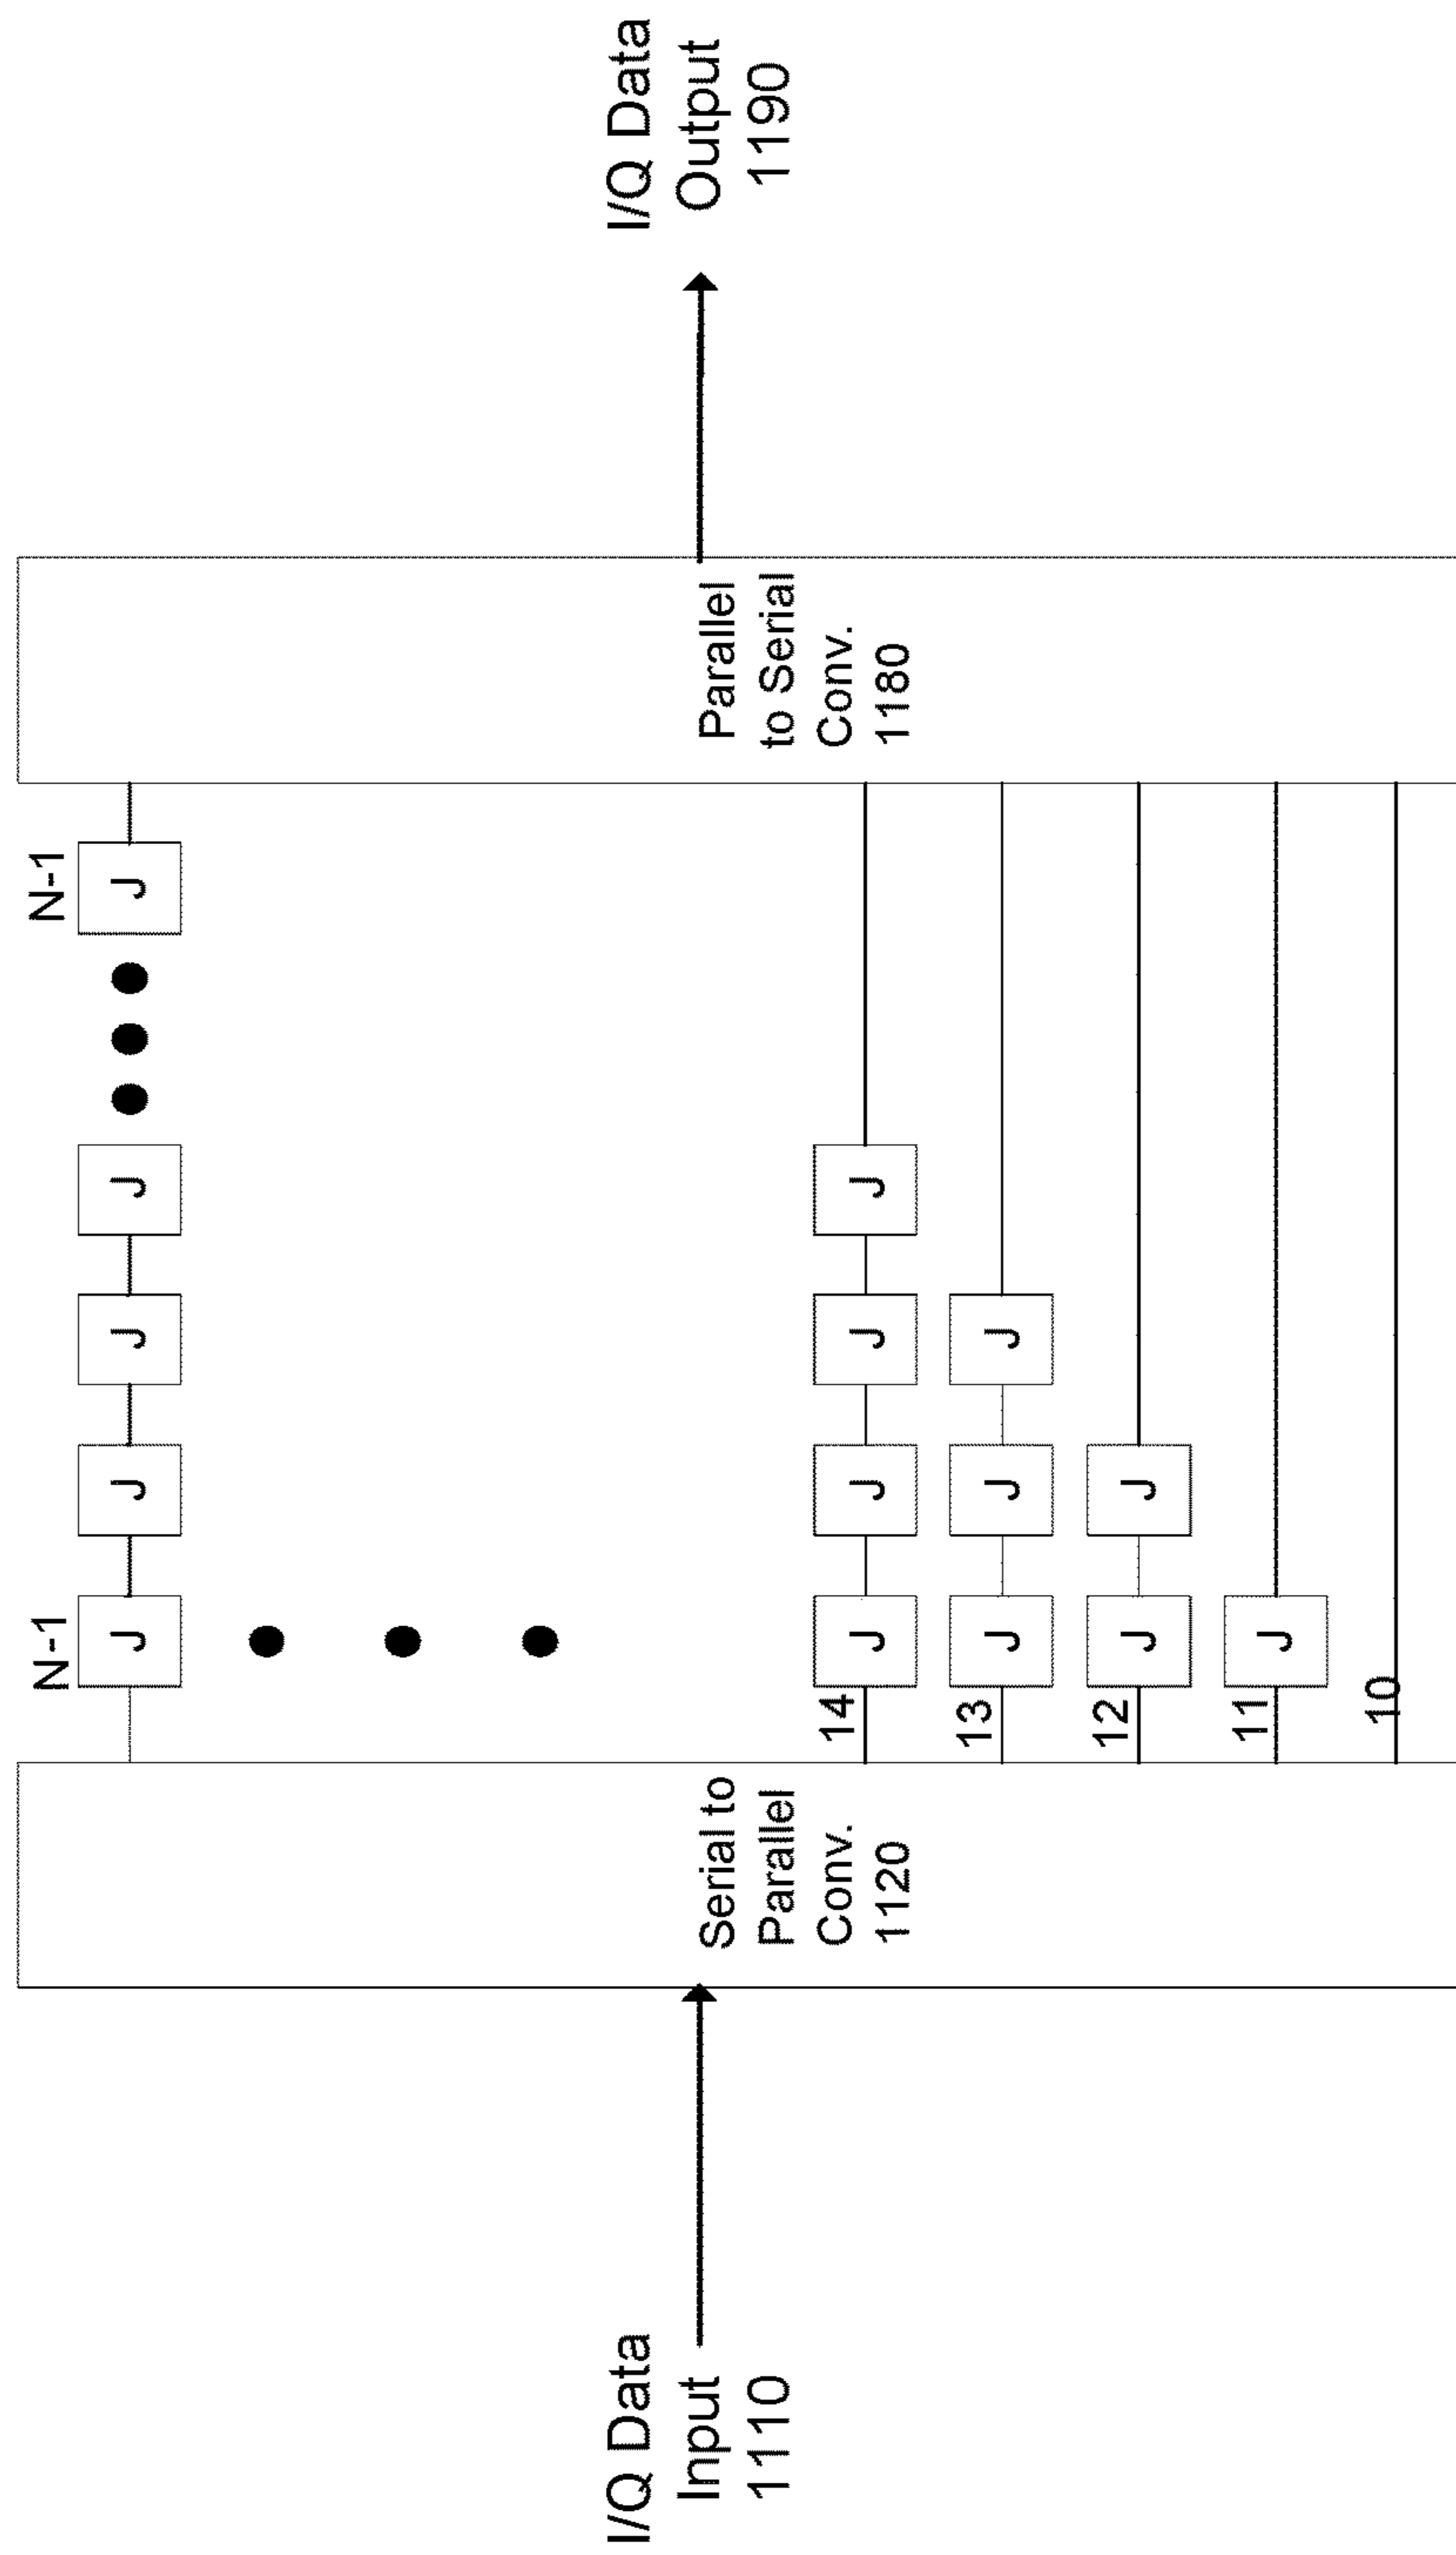 N-1
N-1
J
J
J
J
J
I/Q Data
Input
1110
Serial to
Parallel
Conv.
1120
Parallel
to Serial
Conv.
1180
I/Q Data
Output
1190
14
J
J
J
J
13
J
J
J
12
J
J
11
J
10